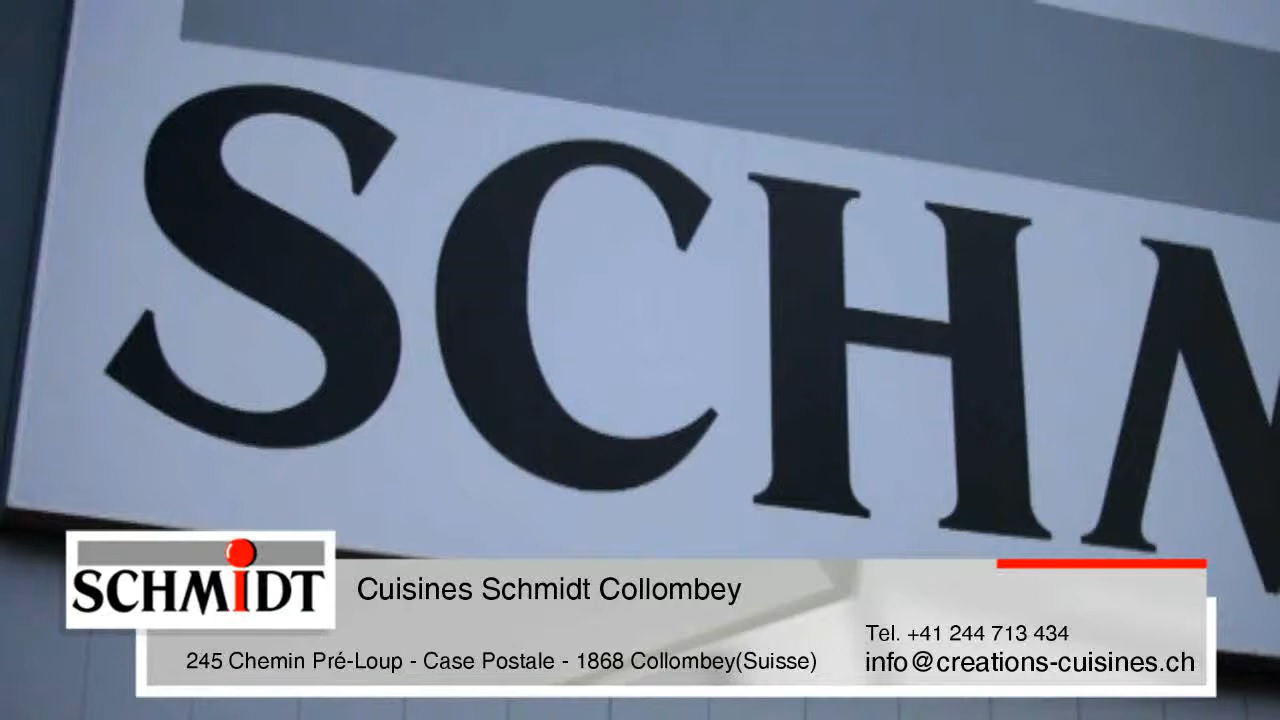 SCHM
SCHMIDT
Cuisines Schmidt Collombey
Tel. +41 244 713 434
245 Chemin Pré-Loup - Case Postale - 1868 Collombey(Suisse)
info@creations-cuisines.ch